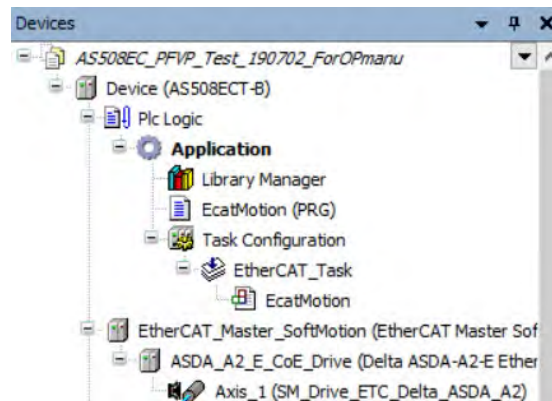 Devices
AS508EC_PFVP_Test_190702_ForOPmanu
Device (AS508ECT-B)
Plc Logic
Application
Library Manager
EcatMotion (PRG)
Task Configuration
EtherCAT_Task
EcatMotion
EtherCAT_Master_SoftMotion (EtherCAT Master Sof
ASDA_A2_E_CoE_Drive (Delta ASDA-A2-E Ether
Axis_1 (SM_Drive_ETC_Delta_ASDA_A2)